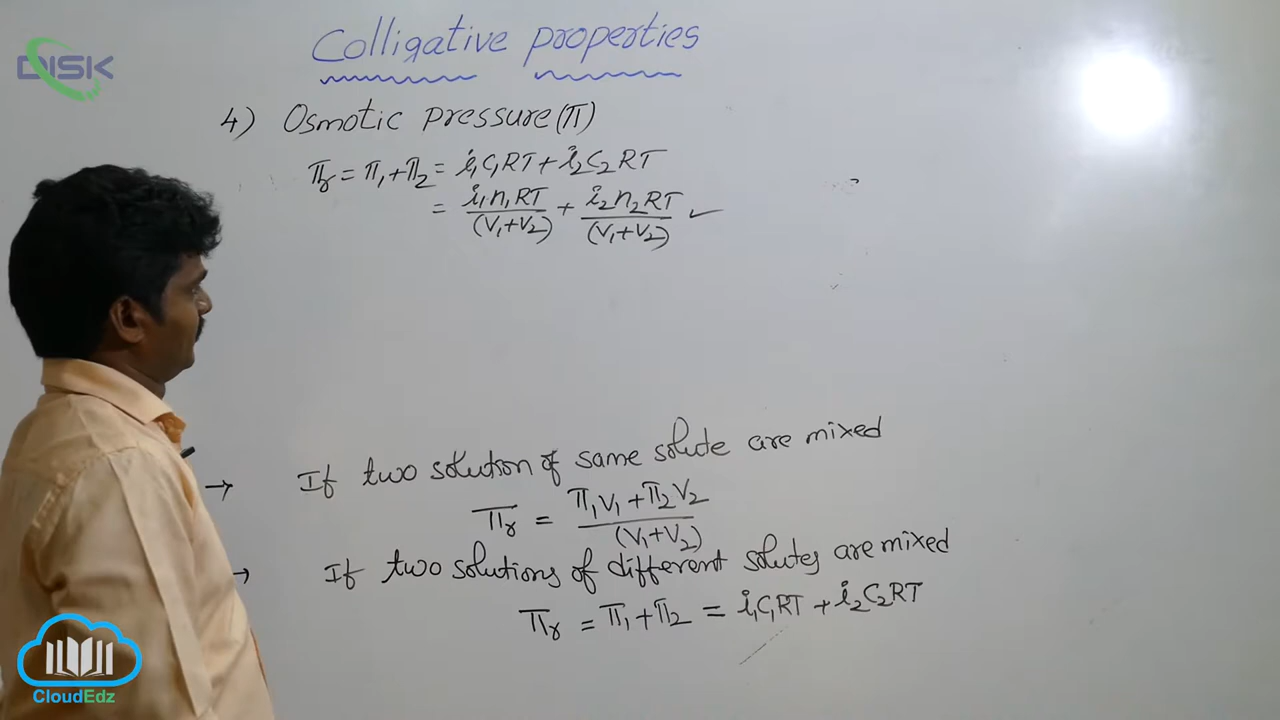 DISK
Colligative properties
4) Osmotic pressure(π)
πr = π1+π2 = i1C1RT + i2C2RT
= i1n1RT/(V1+V2) + i2n2RT/(V1+V2) ✓
→ If two solution of same solute are mixed
πr = π1V1+π2V2/(V1+V2)
→ If two solutions of different solutes are mixed
πr = π1+π2 = i1C1RT + i2C2RT
CloudEdz